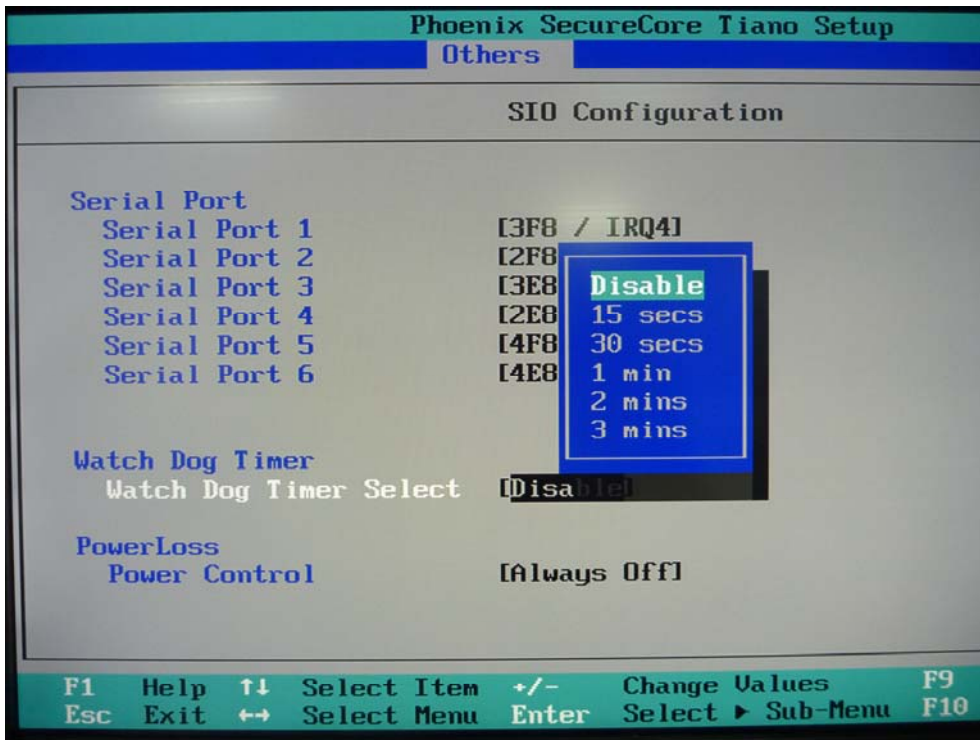 Phoenix SecureCore Tiano Setup
Others
SIO Configuration
Serial Port
Serial Port 1 [3F8 / IRQ4]
Serial Port 2 [2F8
Serial Port 3 [3E8
Serial Port 4 [2E8
Serial Port 5 [4F8
Serial Port 6 [4E8
Disable
15 secs
30 secs
1 min
2 mins
3 mins
Watch Dog Timer
Watch Dog Timer Select [Disable]
PowerLoss
Power Control [Always Off]
F1 Help ↑↓ Select Item +/- Change Values F9
Esc Exit ←→ Select Menu Enter Select ▶ Sub-Menu F10